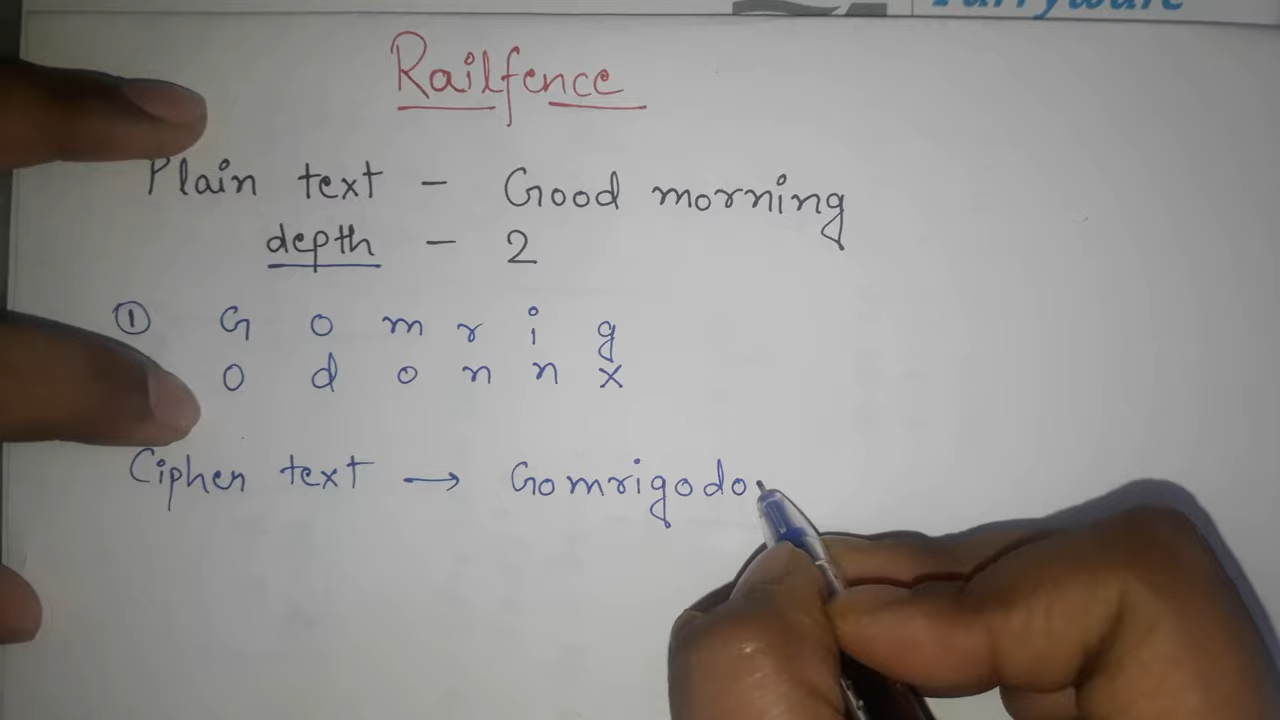 Railfence
Plain text - Good morning
depth - 2
① G o m r i g
o d o n n x
Cipher text → Gomrigodo